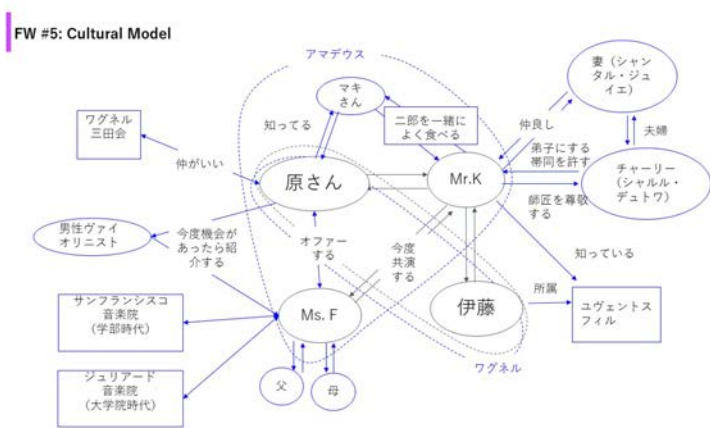 FW #5: Cultural Model
アマデウス
妻（シャン
タル・ジュ
イエ）
マキ
さん
ワグネル
三田会
知ってる
二郎を一緒に
よく食べる
仲良し
夫婦
弟子にする
帯同を許す
仲がいい
原さん
Mr.K
チャーリー
（シャルル・
デュトワ）
師匠を尊敬
する
男性ヴァイ
オリニスト
今度機会が
あったら紹
介する
オファー
する
今度
共演
する
知っている
サンフランシスコ
音楽院
（学部時代）
Ms. F
伊藤
所属
ユヴェントス
フィル
ワグネル
ジュリアード
音楽院
（大学院時代）
父
母